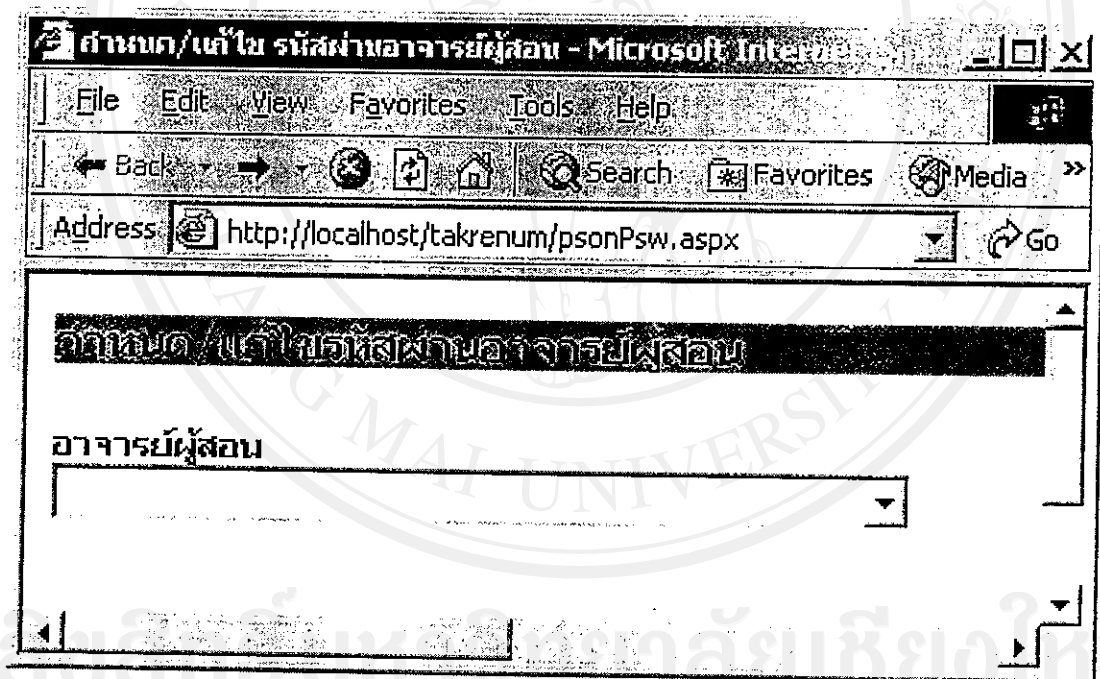 กำหนด/แก้ไข รหัสผ่านอาจารย์ผู้สอน - Microsoft Internet
File Edit View Favorites Tools Help
Back Search Favorites Media »
Address http://localhost/takrenum/psonPsw.aspx Go
กำหนด/แก้ไขรหัสผ่านอาจารย์ผู้สอน
อาจารย์ผู้สอน
ANG MAI UNIVERSITY